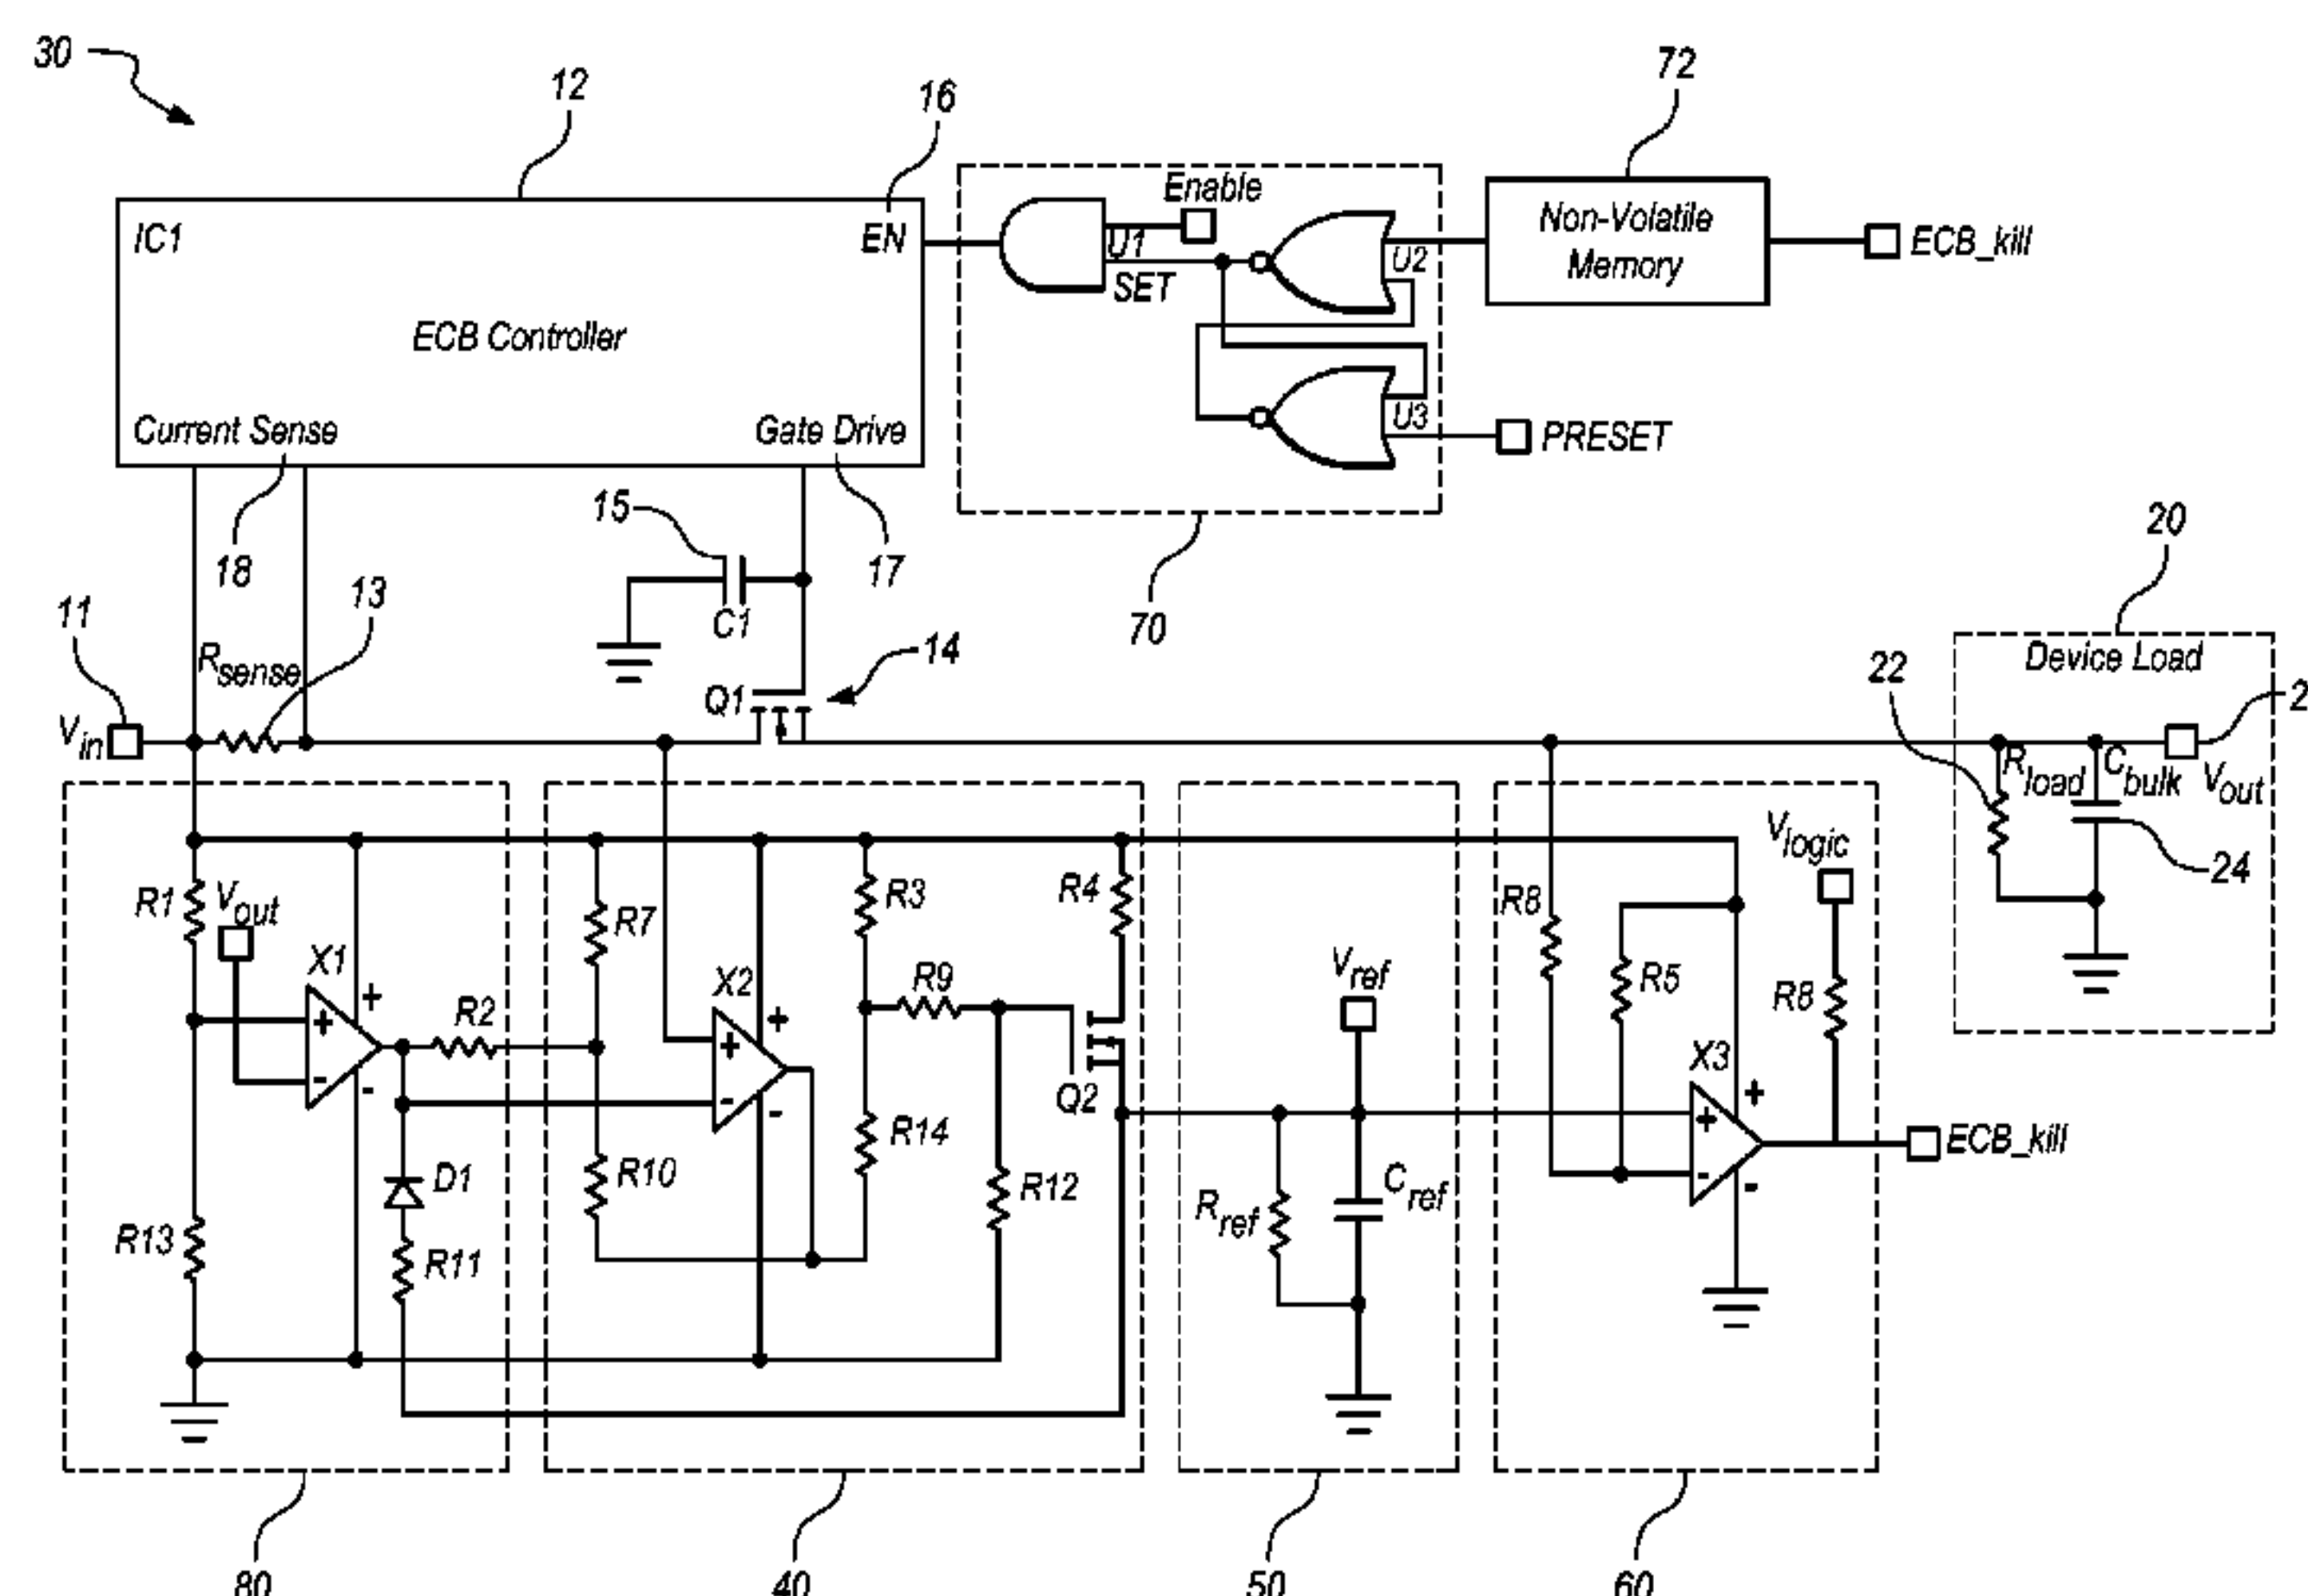 30
12
16
72
IC1
EN
Enable
U1
SET
U2
Non-Volatile
Memory
ECB_kill
ECB Controller
U3
PRESET
Current Sense
Gate Drive
18
13
15
C1
17
70
20
11
Rsense
Q1
14
22
Device Load
2
Vin
Rload
Cbulk
Vout
24
R1
Vout
R7
R3
R4
R8
Vlogic
X1
+
+
-
-
R2
X2
+
+
-
-
R9
Q2
Vref
R5
R8
X3
+
+
-
-
ECB_kill
R13
D1
R11
R10
R14
R12
Rref
Cref
80
40
50
60